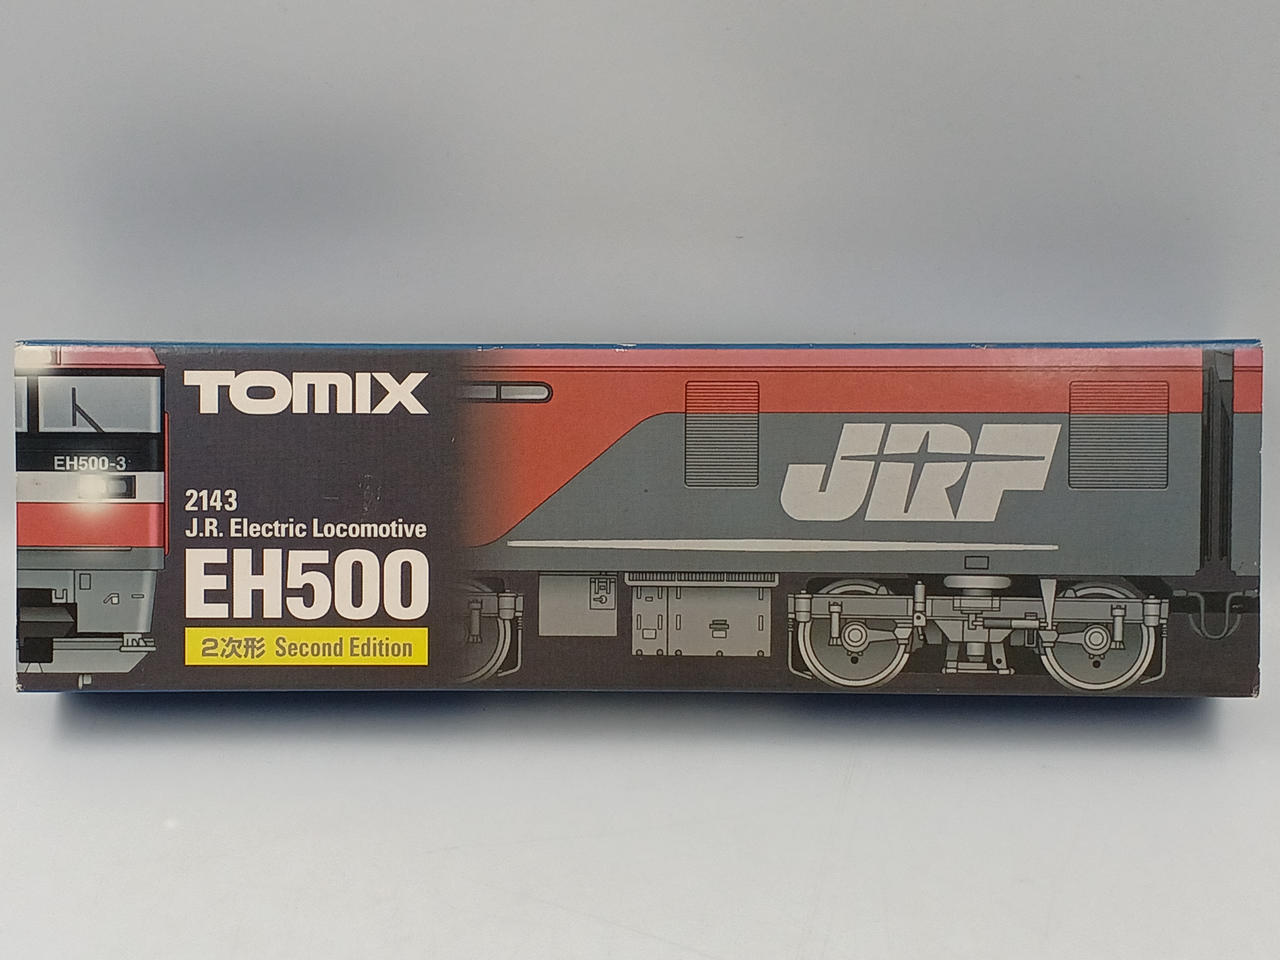 EH500-3
TOMIX
2143
J.R. Electric Locomotive
EH500
2次形 Second Edition
JRF